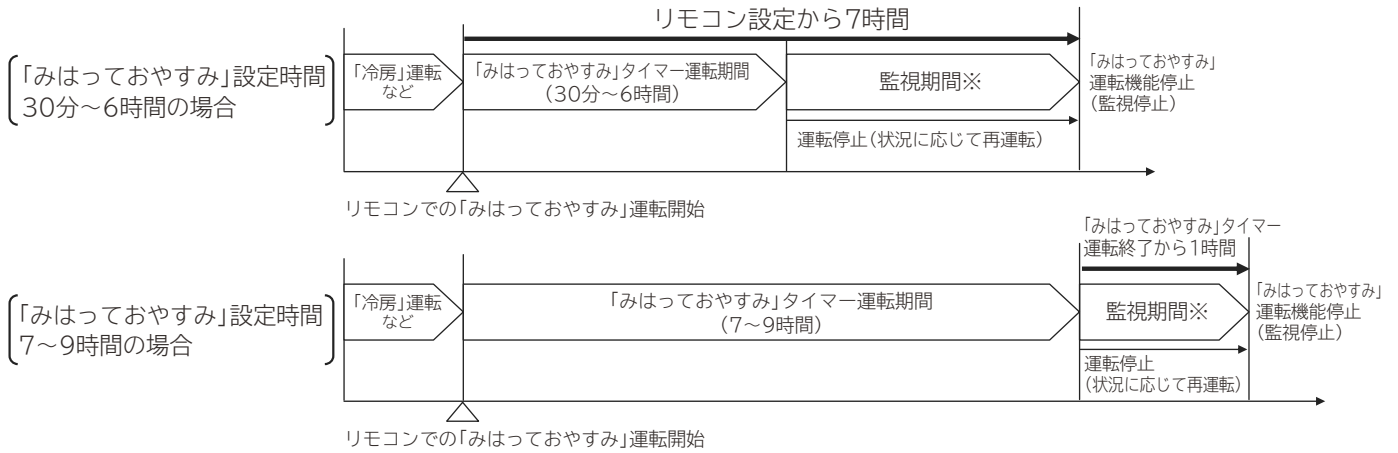 リモコン設定から7時間
「みはっておやすみ」設定時間
30分～6時間の場合
「冷房」運転
など
「みはっておやすみ」タイマー運転期間
（30分～6時間）
監視期間※
「みはっておやすみ」
運転機能停止
（監視停止）
運転停止（状況に応じて再運転）
リモコンでの「みはっておやすみ」運転開始
「みはっておやすみ」タイマー
運転終了から1時間
「みはっておやすみ」設定時間
7～9時間の場合
「冷房」運転
など
「みはっておやすみ」タイマー運転期間
（7～9時間）
監視期間※
「みはっておやすみ」
運転機能停止
（監視停止）
運転停止
（状況に応じて再運転）
リモコンでの「みはっておやすみ」運転開始